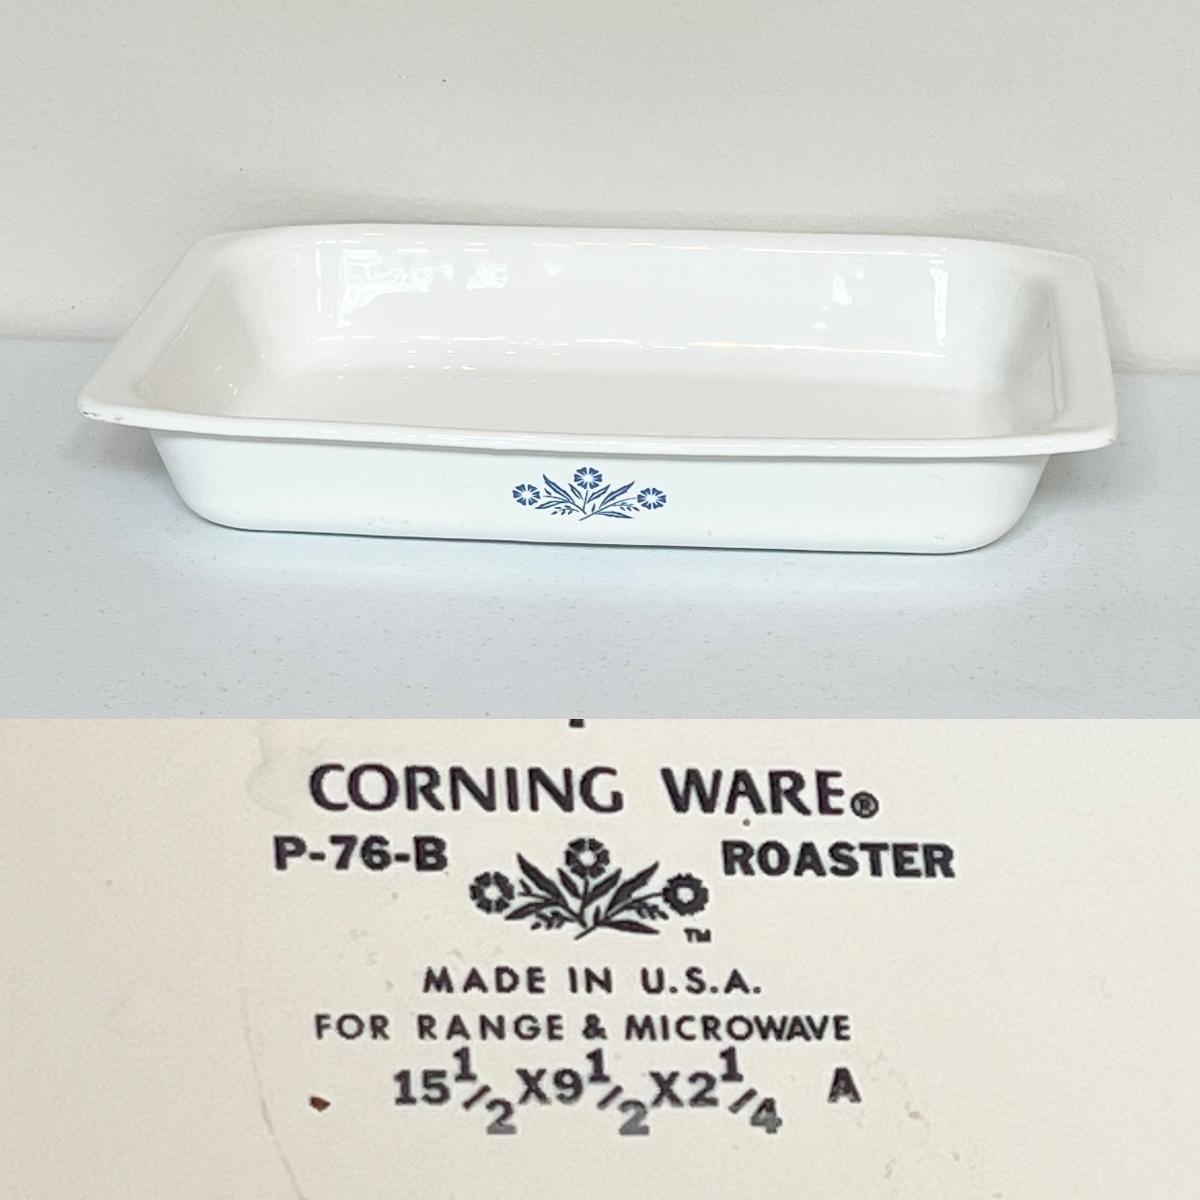 CORNING WARE®
P-76-B ROASTER
TM
MADE IN U.S.A.
FOR RANGE & MICROWAVE
15 1/2 X 9 1/2 X 2 1/4 A